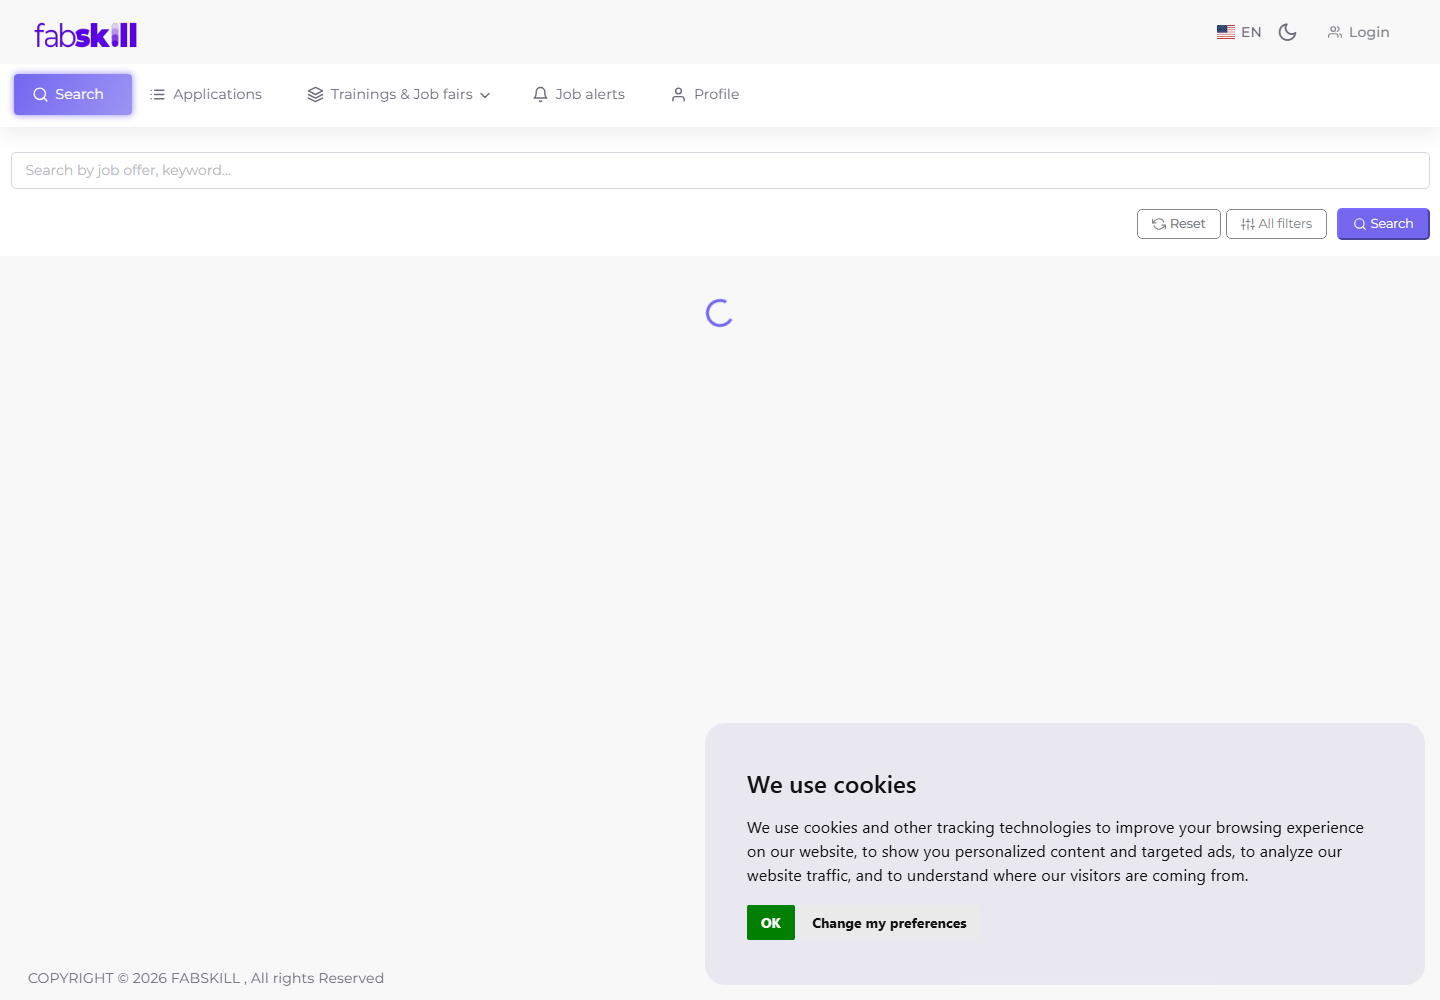 fabskill
EN
Login
Search
Applications
Trainings & Job fairs
Job alerts
Profile
Search by job offer, keyword...
Reset
All filters
Search
We use cookies
We use cookies and other tracking technologies to improve your browsing experience
on our website, to show you personalized content and targeted ads, to analyze our
website traffic, and to understand where our visitors are coming from.
OK
Change my preferences
COPYRIGHT © 2026 FABSKILL , All rights Reserved